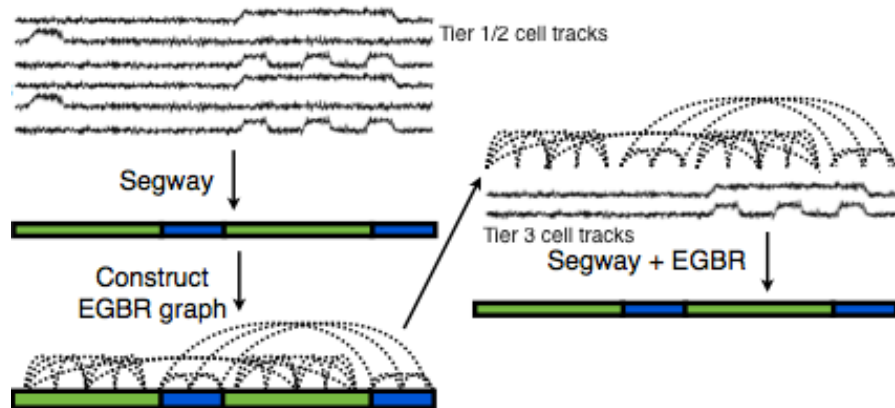 Tier 1/2 cell tracks
Segway
Construct
EGBR graph
Tier 3 cell tracks
Segway + EGBR